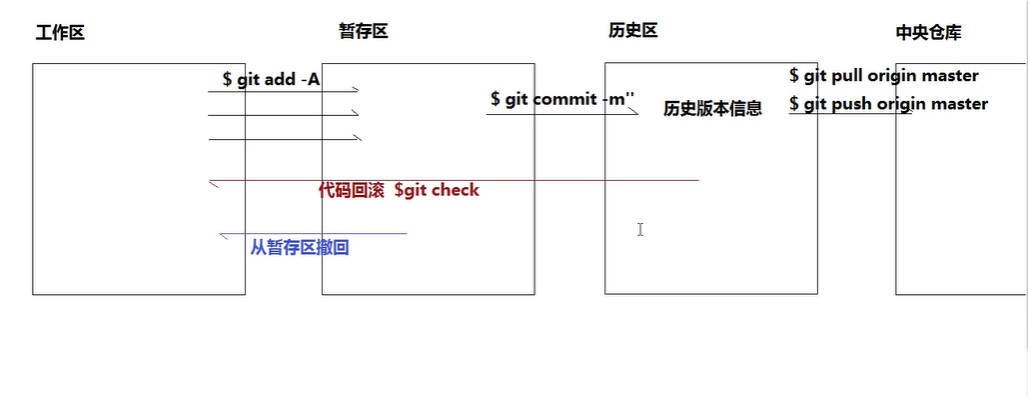 工作区
暂存区
历史区
中央仓库
$ git add -A
$ git commit -m''
历史版本信息
$ git pull origin master
$ git push origin master
代码回滚 $git check
从暂存区撤回